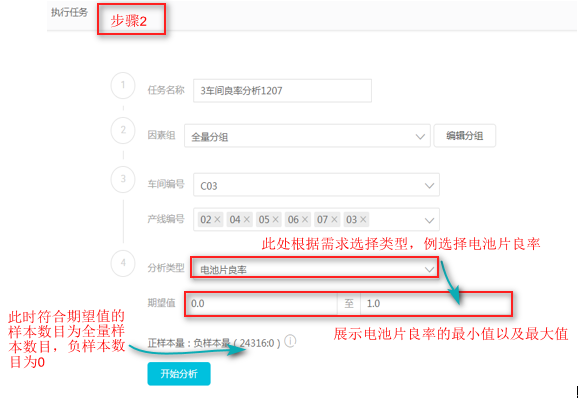 执行任务
步骤2
1
任务名称
3车间良率分析1207
2
因素组
全量分组
编辑分组
3
车间编号
C03
产线编号
02× 04× 05× 06× 07× 03×
此处根据需求选择类型，例选择电池片良率
4
分析类型
电池片良率
期望值
0.0
至
1.0
此时符合期望值的
样本数目为全量样
本数目，负样本数
目为0
展示电池片良率的最小值以及最大值
正样本量：负样本量（24316:0）
开始分析